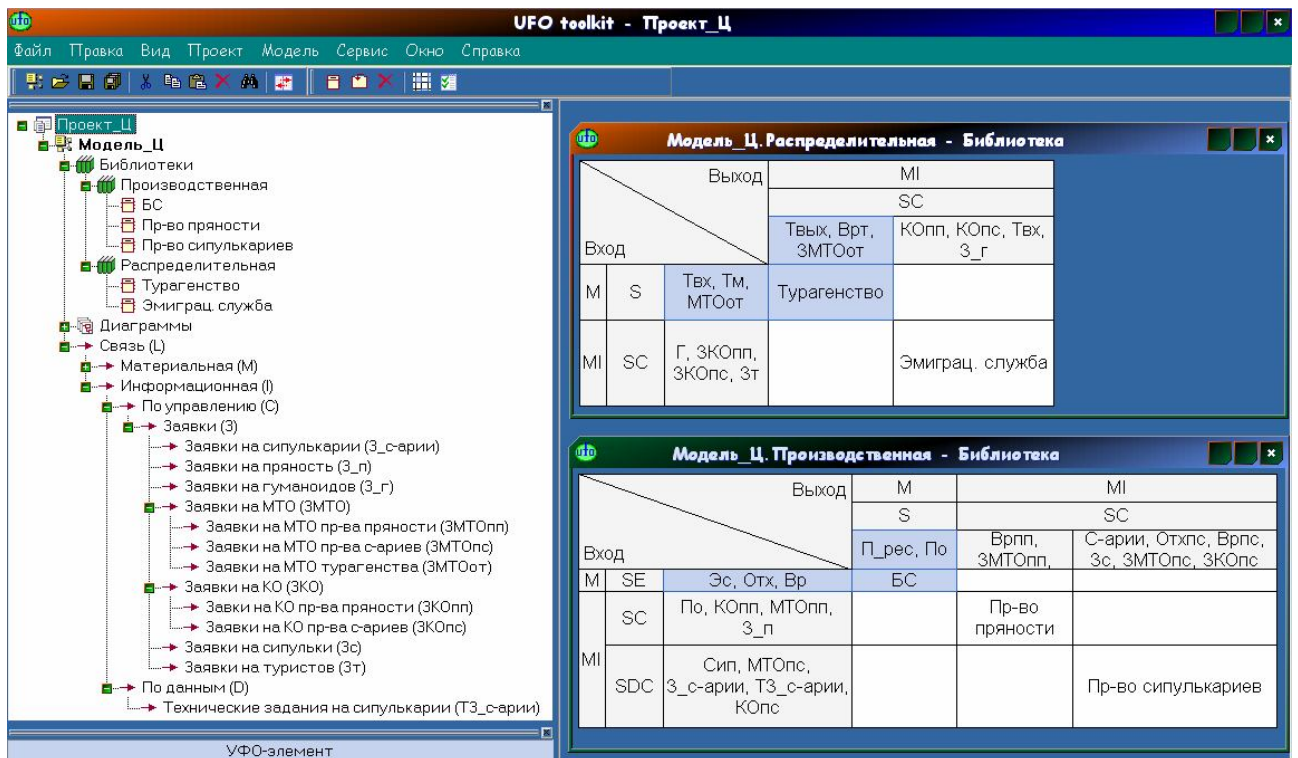 ufo
UFO toolkit - Проект_Ц
Файл Правка Вид Проект Модель Сервис Окно Справка
Проект_Ц
Модель_Ц
Библиотеки
Производственная
БС
Пр-во пряности
Пр-во сипулькариев
Распределительная
Турагенство
Эмиграц. служба
Диаграммы
Связь (L)
Материальная (M)
Информационная (I)
По управлению (C)
Заявки (З)
Заявки на сипулькарии (З_с-арии)
Заявки на пряность (З_п)
Заявки на гуманоидов (З_г)
Заявки на МТО (ЗМТО)
Заявки на МТО пр-ва пряности (ЗМТОпп)
Заявки на МТО пр-ва с-ариев (ЗМТОпс)
Заявки на МТО турагенства (ЗМТОот)
Заявки на КО (ЗКО)
Завки на КО пр-ва пряности (ЗКОпп)
Заявки на КО пр-ва с-ариев (ЗКОпс)
Заявки на сипульки (Зс)
Заявки на туристов (Зт)
По данным (D)
Технические задания на сипулькарии (ТЗ_с-арии)
УФО-элемент
ufo
Модель_Ц.Распределительная - Библиотека
Выход
MI
SC
Вход
Твых, Врт,
ЗМТОот
КОпп, КОпс, Твх,
З_г
M
S
Твх, Тм,
МТОот
Турагенство
MI
SC
Г, ЗКОпп,
ЗКОпс, Зт
Эмиграц. служба
ufo
Модель_Ц.Производственная - Библиотека
Выход
M
MI
S
SC
Вход
П_рес, По
Врпп,
ЗМТОпп,
С-арии, Отхпс, Врпс,
Зс, ЗМТОпс, ЗКОпс
M
SE
Эс, Отх, Вр
БС
MI
SC
По, КОпп, МТОпп,
З_п
Пр-во
пряности
SDC
Сип, МТОпс,
З_с-арии, ТЗ_с-арии,
КОпс
Пр-во сипулькариев